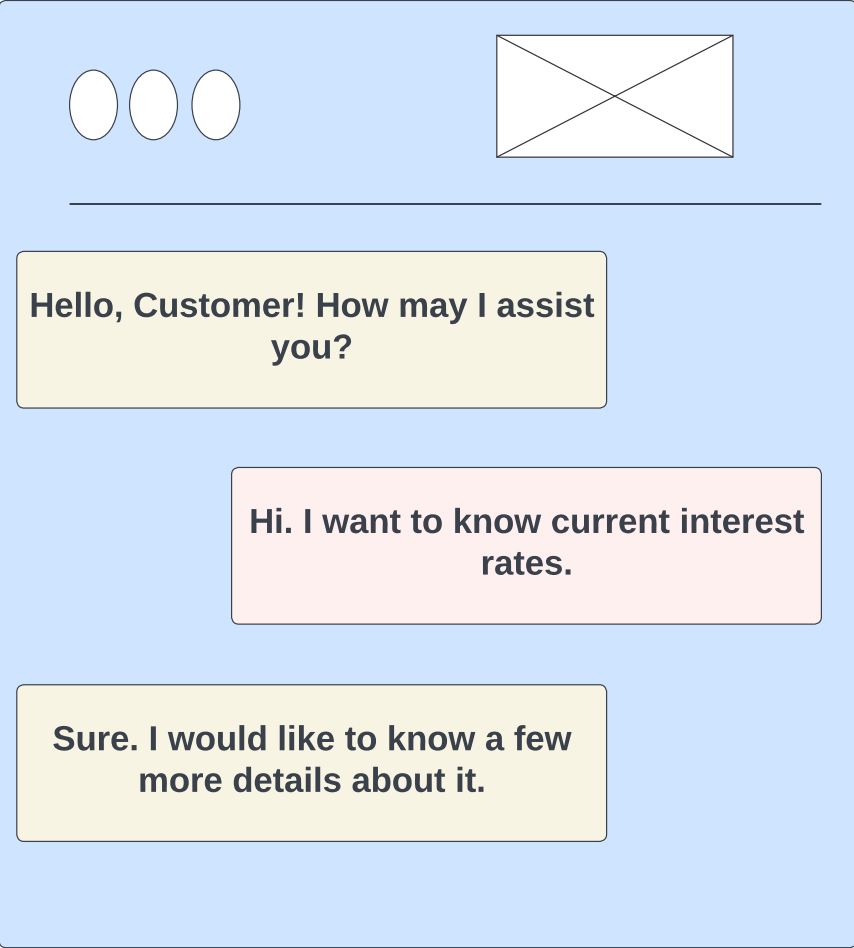 Hello, Customer! How may I assist
you?
Hi. I want to know current interest
rates.
Sure. I would like to know a few
more details about it.